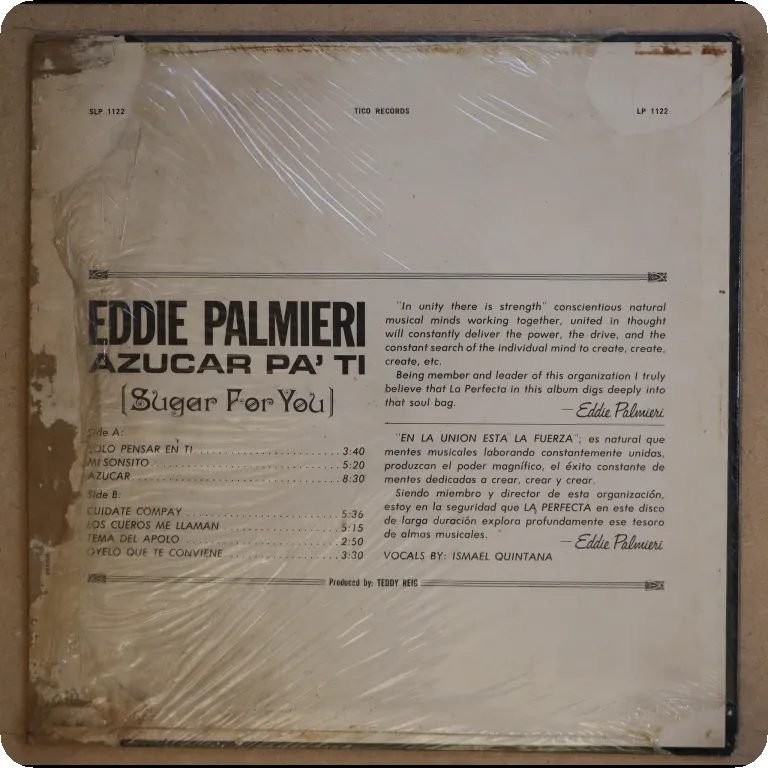 SLP 1122
TICO RECORDS
LP 1122
EDDIE PALMIERI
AZUCAR PA' TI
(Sugar For You)
Side A:
SOLO PENSAR EN TI 3:40
MI SONSITO 5:20
AZUCAR 8:30
Side B:
CUIDATE COMPAY 5:36
LOS CUEROS ME LLAMAN 5:15
TEMA DEL APOLO 2:50
OYELO QUE TE CONVIENE 3:30
"In unity there is strength" conscientious natural
musical minds working together, united in thought
will constantly deliver the power, the drive, and the
constant search of the individual mind to create, create,
create, etc.
Being member and leader of this organization I truly
believe that La Perfecta in this album digs deeply into
that soul bag.
— Eddie Palmieri
"EN LA UNION ESTA LA FUERZA"; es natural que
mentes musicales laborando constantemente unidas,
produzcan el poder magnífico, el éxito constante de
mentes dedicadas a crear, crear y crear.
Siendo miembro y director de esta organización,
estoy en la seguridad que LA PERFECTA en este disco
de larga duración explora profundamente ese tesoro
de almas musicales.
— Eddie Palmieri
VOCALS BY: ISMAEL QUINTANA
Produced by: TEDDY REIG